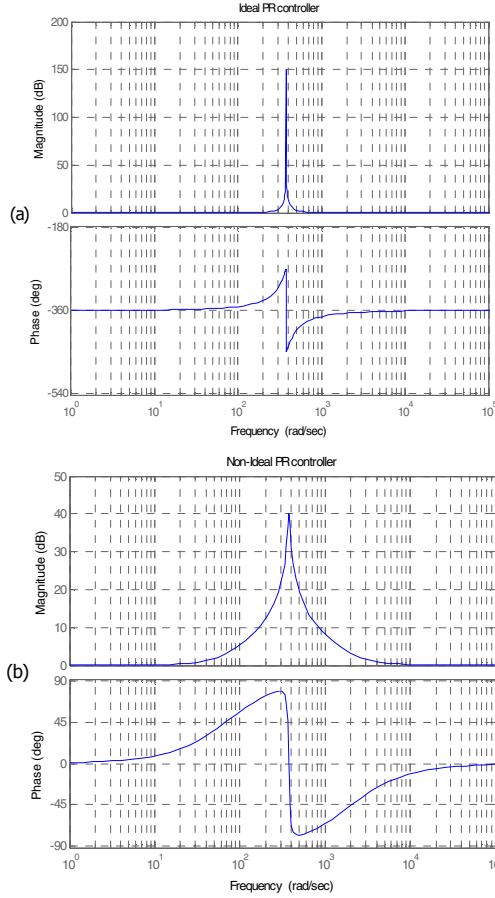 Ideal PR controller
200
150
100
50
0
Magnitude (dB)
(a)
-180
-360
-540
Phase (deg)
10^0 10^1 10^2 10^3 10^4 10^5
Frequency (rad/sec)
Non-Ideal PR controller
50
40
30
20
10
0
Magnitude (dB)
(b)
90
45
0
-45
-90
Phase (deg)
10^0 10^1 10^2 10^3 10^4 10
Frequency (rad/sec)